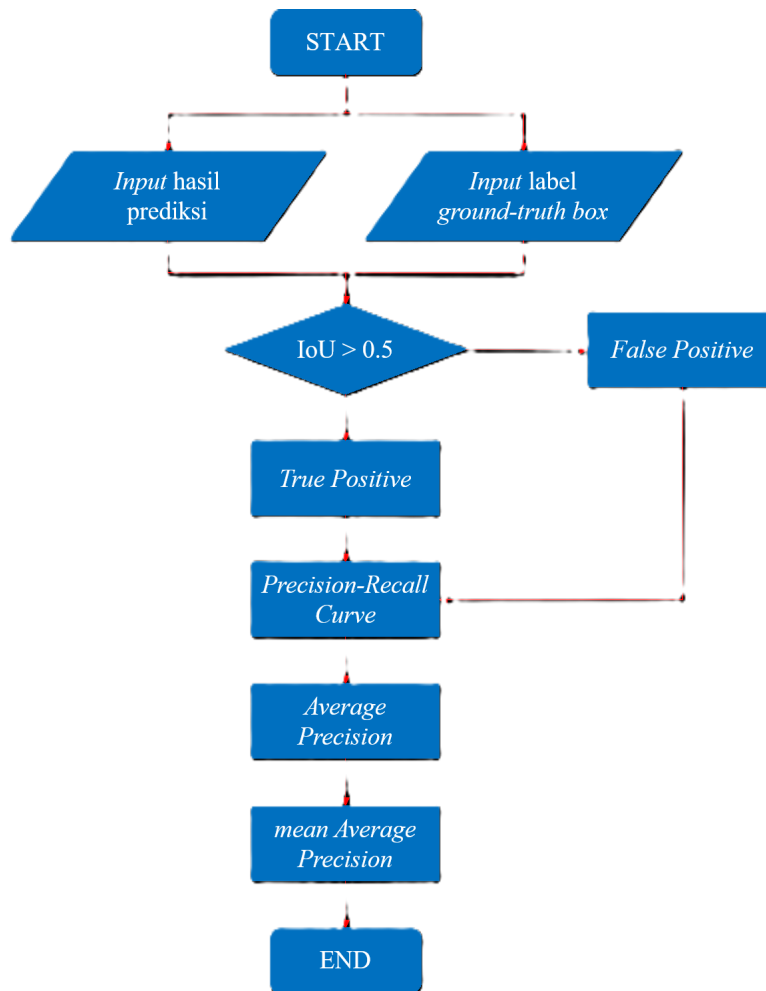 START
Input hasil
prediksi
Input label
ground-truth box
IoU > 0.5
False Positive
True Positive
Precision-Recall
Curve
Average
Precision
mean Average
Precision
END